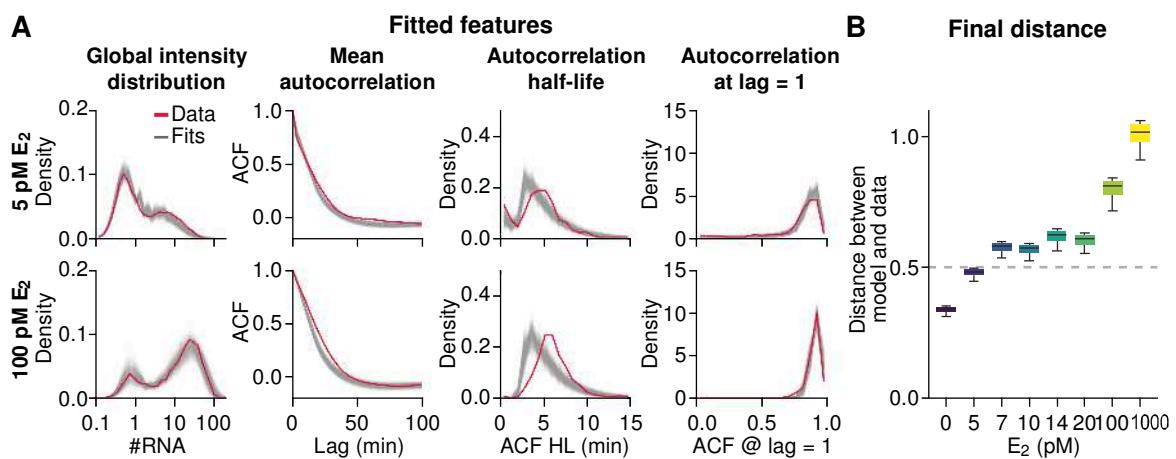 A
Fitted features
Global intensity
distribution
Mean
autocorrelation
Autocorrelation
half-life
Autocorrelation
at lag = 1
5 pM E2
Density
0.2
0.1
0.0
Data
Fits
ACF
1.0
0.5
0.0
Density
0.4
0.2
0.0
Density
15
10
5
0
100 pM E2
Density
0.2
0.1
0.0
0.1
1
10
100
#RNA
ACF
1.0
0.5
0.0
0
50
100
Lag (min)
Density
0.4
0.2
0.0
0
5
10
15
ACF HL (min)
Density
15
10
5
0
0.0
0.5
1.0
ACF @ lag = 1
B
Final distance
Distance between
model and data
1.0
0.5
0.0
0 5 7 10 14 20 100 1000
E2 (pM)